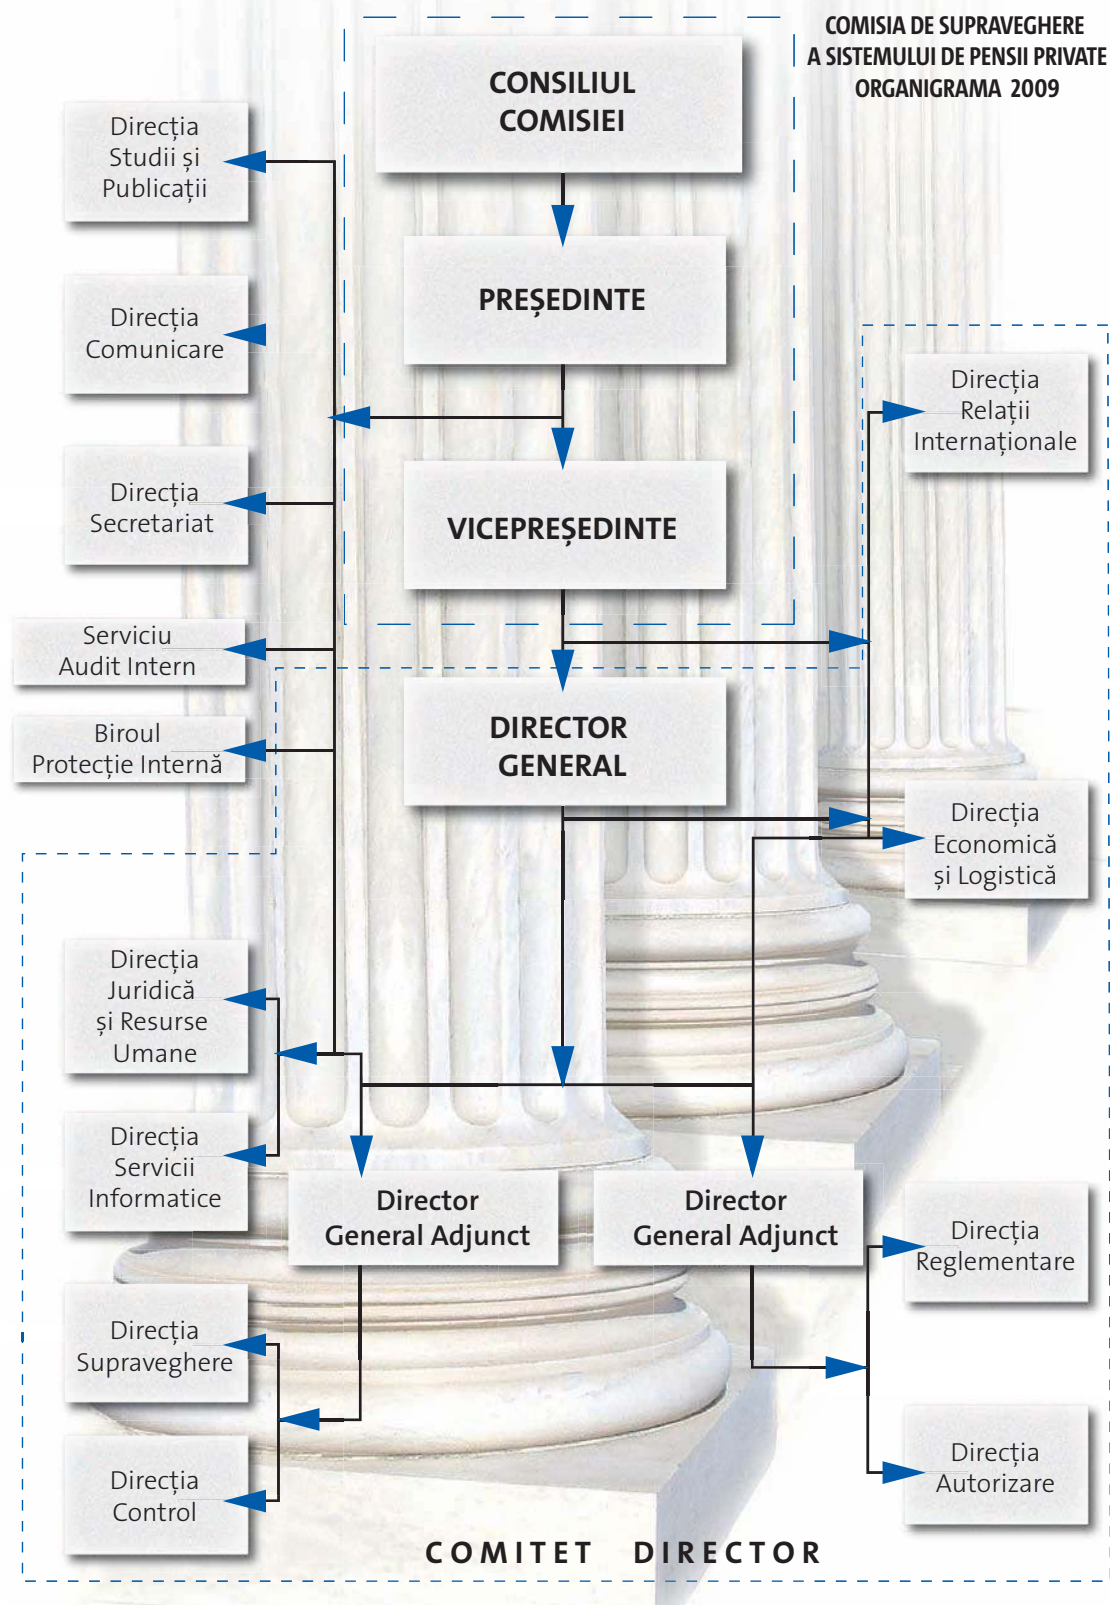 COMISIA DE SUPRAVEGHERE
A SISTEMULUI DE PENSII PRIVATE
ORGANIGRAMA 2009
CONSILIUL
COMISIEI
PREȘEDINTE
VICEPREȘEDINTE
DIRECTOR
GENERAL
Direcția
Studii și
Publicații
Direcția
Comunicare
Direcția
Secretariat
Serviciu
Audit Intern
Biroul
Protecție Internă
Direcția
Relații
Internaționale
Direcția
Economică
și Logistică
Direcția
Juridică
și Resurse
Umane
Direcția
Servicii
Informatice
Director
General Adjunct
Director
General Adjunct
Direcția
Supraveghere
Direcția
Control
Direcția
Reglementare
Direcția
Autorizare
COMITET DIRECTOR